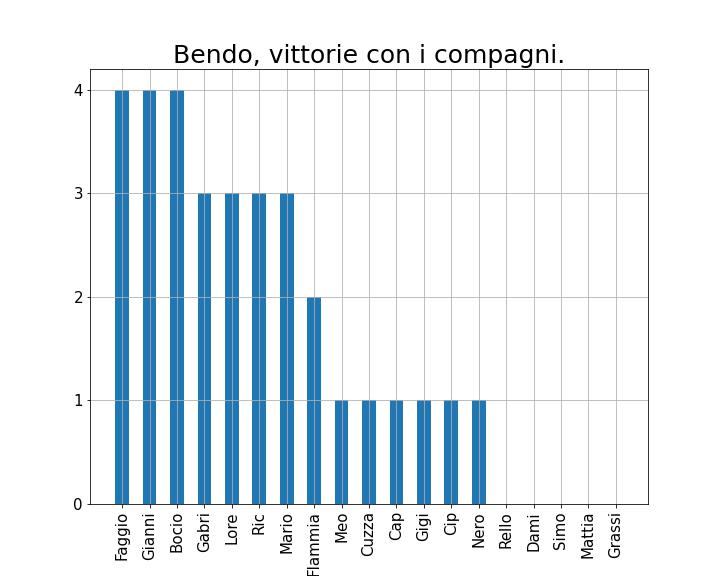 Bendo, vittorie con i compagni.
4
3
2
1
0
Faggio
Gianni
Bocio
Gabri
Lore
Ric
Mario
Flammia
Meo
Cuzza
Cap
Gigi
Cip
Nero
Rello
Dami
Simo
Mattia
Grassi